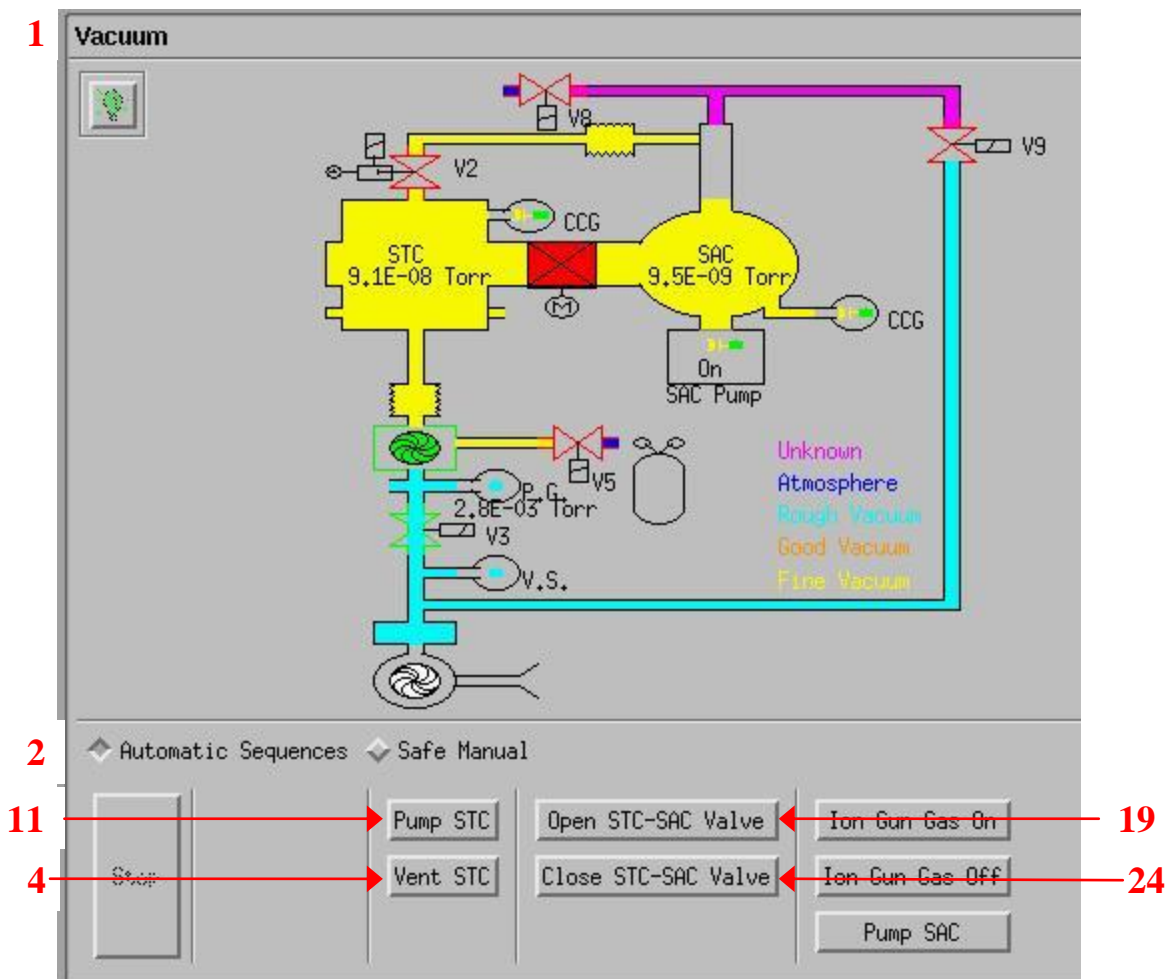 1
Vacuum
V8
V9
V2
CCG
STC
9.1E-08 Torr
SAC
9.5E-09 Torr
M
CCG
On
SAC Pump
V5
P.G.
2.8E-03 Torr
V3
V.S.
Unknown
Atmosphere
Rough Vacuum
Good Vacuum
Fine Vacuum
2
Automatic Sequences Safe Manual
11 Pump STC Open STC-SAC Valve Ion Gun Gas On 19
4 Stop Vent STC Close STC-SAC Valve Ion Gun Gas Off 24
Pump SAC